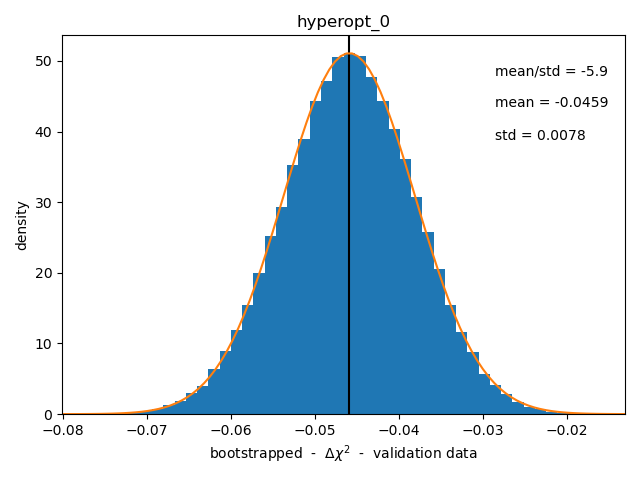 hyperopt_0
mean/std = -5.9
mean = -0.0459
std = 0.0078
density
50
40
30
20
10
0
−0.08 −0.07 −0.06 −0.05 −0.04 −0.03 −0.02
bootstrapped - Δχ² - validation data